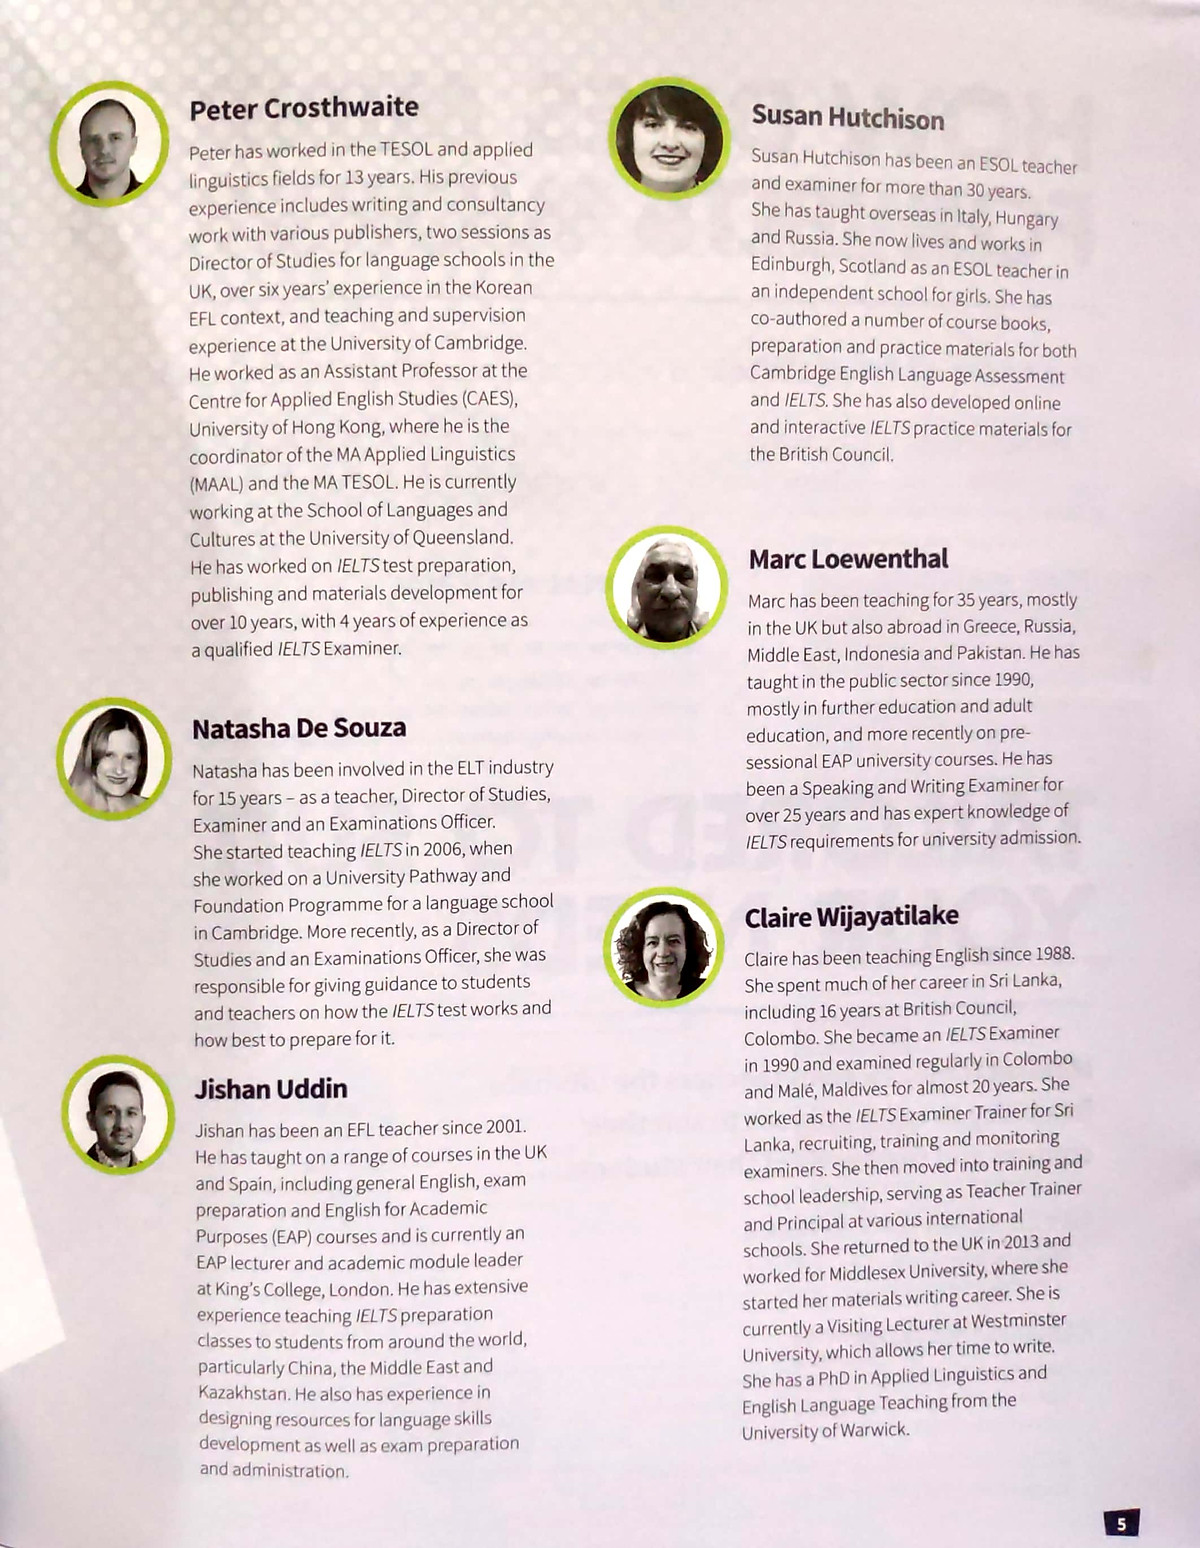 Peter Crosthwaite
Peter has worked in the TESOL and applied
linguistics fields for 13 years. His previous
experience includes writing and consultancy
work with various publishers, two sessions as
Director of Studies for language schools in the
UK, over six years' experience in the Korean
EFL context, and teaching and supervision
experience at the University of Cambridge.
He worked as an Assistant Professor at the
Centre for Applied English Studies (CAES),
University of Hong Kong, where he is the
coordinator of the MA Applied Linguistics
(MAAL) and the MA TESOL. He is currently
working at the School of Languages and
Cultures at the University of Queensland.
He has worked on IELTS test preparation,
publishing and materials development for
over 10 years, with 4 years of experience as
a qualified IELTS Examiner.
Natasha De Souza
Natasha has been involved in the ELT industry
for 15 years – as a teacher, Director of Studies,
Examiner and an Examinations Officer.
She started teaching IELTS in 2006, when
she worked on a University Pathway and
Foundation Programme for a language school
in Cambridge. More recently, as a Director of
Studies and an Examinations Officer, she was
responsible for giving guidance to students
and teachers on how the IELTS test works and
how best to prepare for it.
Jishan Uddin
Jishan has been an EFL teacher since 2001.
He has taught on a range of courses in the UK
and Spain, including general English, exam
preparation and English for Academic
Purposes (EAP) courses and is currently an
EAP lecturer and academic module leader
at King's College, London. He has extensive
experience teaching IELTS preparation
classes to students from around the world,
particularly China, the Middle East and
Kazakhstan. He also has experience in
designing resources for language skills
development as well as exam preparation
and administration.
Susan Hutchison
Susan Hutchison has been an ESOL teacher
and examiner for more than 30 years.
She has taught overseas in Italy, Hungary
and Russia. She now lives and works in
Edinburgh, Scotland as an ESOL teacher in
an independent school for girls. She has
co-authored a number of course books,
preparation and practice materials for both
Cambridge English Language Assessment
and IELTS. She has also developed online
and interactive IELTS practice materials for
the British Council.
Marc Loewenthal
Marc has been teaching for 35 years, mostly
in the UK but also abroad in Greece, Russia,
Middle East, Indonesia and Pakistan. He has
taught in the public sector since 1990,
mostly in further education and adult
education, and more recently on pre-
sessional EAP university courses. He has
been a Speaking and Writing Examiner for
over 25 years and has expert knowledge of
IELTS requirements for university admission.
Claire Wijayatilake
Claire has been teaching English since 1988.
She spent much of her career in Sri Lanka,
including 16 years at British Council,
Colombo. She became an IELTS Examiner
in 1990 and examined regularly in Colombo
and Malé, Maldives for almost 20 years. She
worked as the IELTS Examiner Trainer for Sri
Lanka, recruiting, training and monitoring
examiners. She then moved into training and
school leadership, serving as Teacher Trainer
and Principal at various international
schools. She returned to the UK in 2013 and
worked for Middlesex University, where she
started her materials writing career. She is
currently a Visiting Lecturer at Westminster
University, which allows her time to write.
She has a PhD in Applied Linguistics and
English Language Teaching from the
University of Warwick.
5